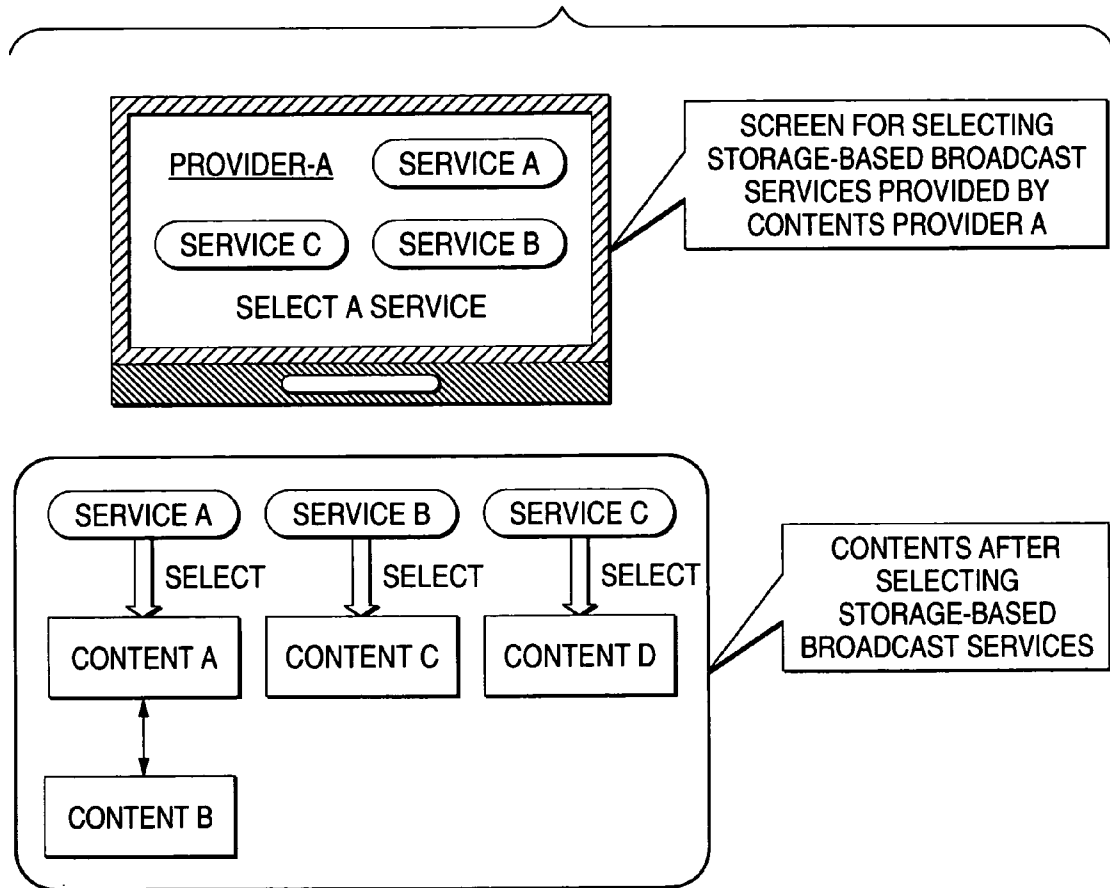 PROVIDER-A
SERVICE A
SERVICE C
SERVICE B
SELECT A SERVICE
SCREEN FOR SELECTING
STORAGE-BASED BROADCAST
SERVICES PROVIDED BY
CONTENTS PROVIDER A
SERVICE A
SERVICE B
SERVICE C
SELECT
SELECT
SELECT
CONTENT A
CONTENT C
CONTENT D
CONTENT B
CONTENTS AFTER
SELECTING
STORAGE-BASED
BROADCAST SERVICES